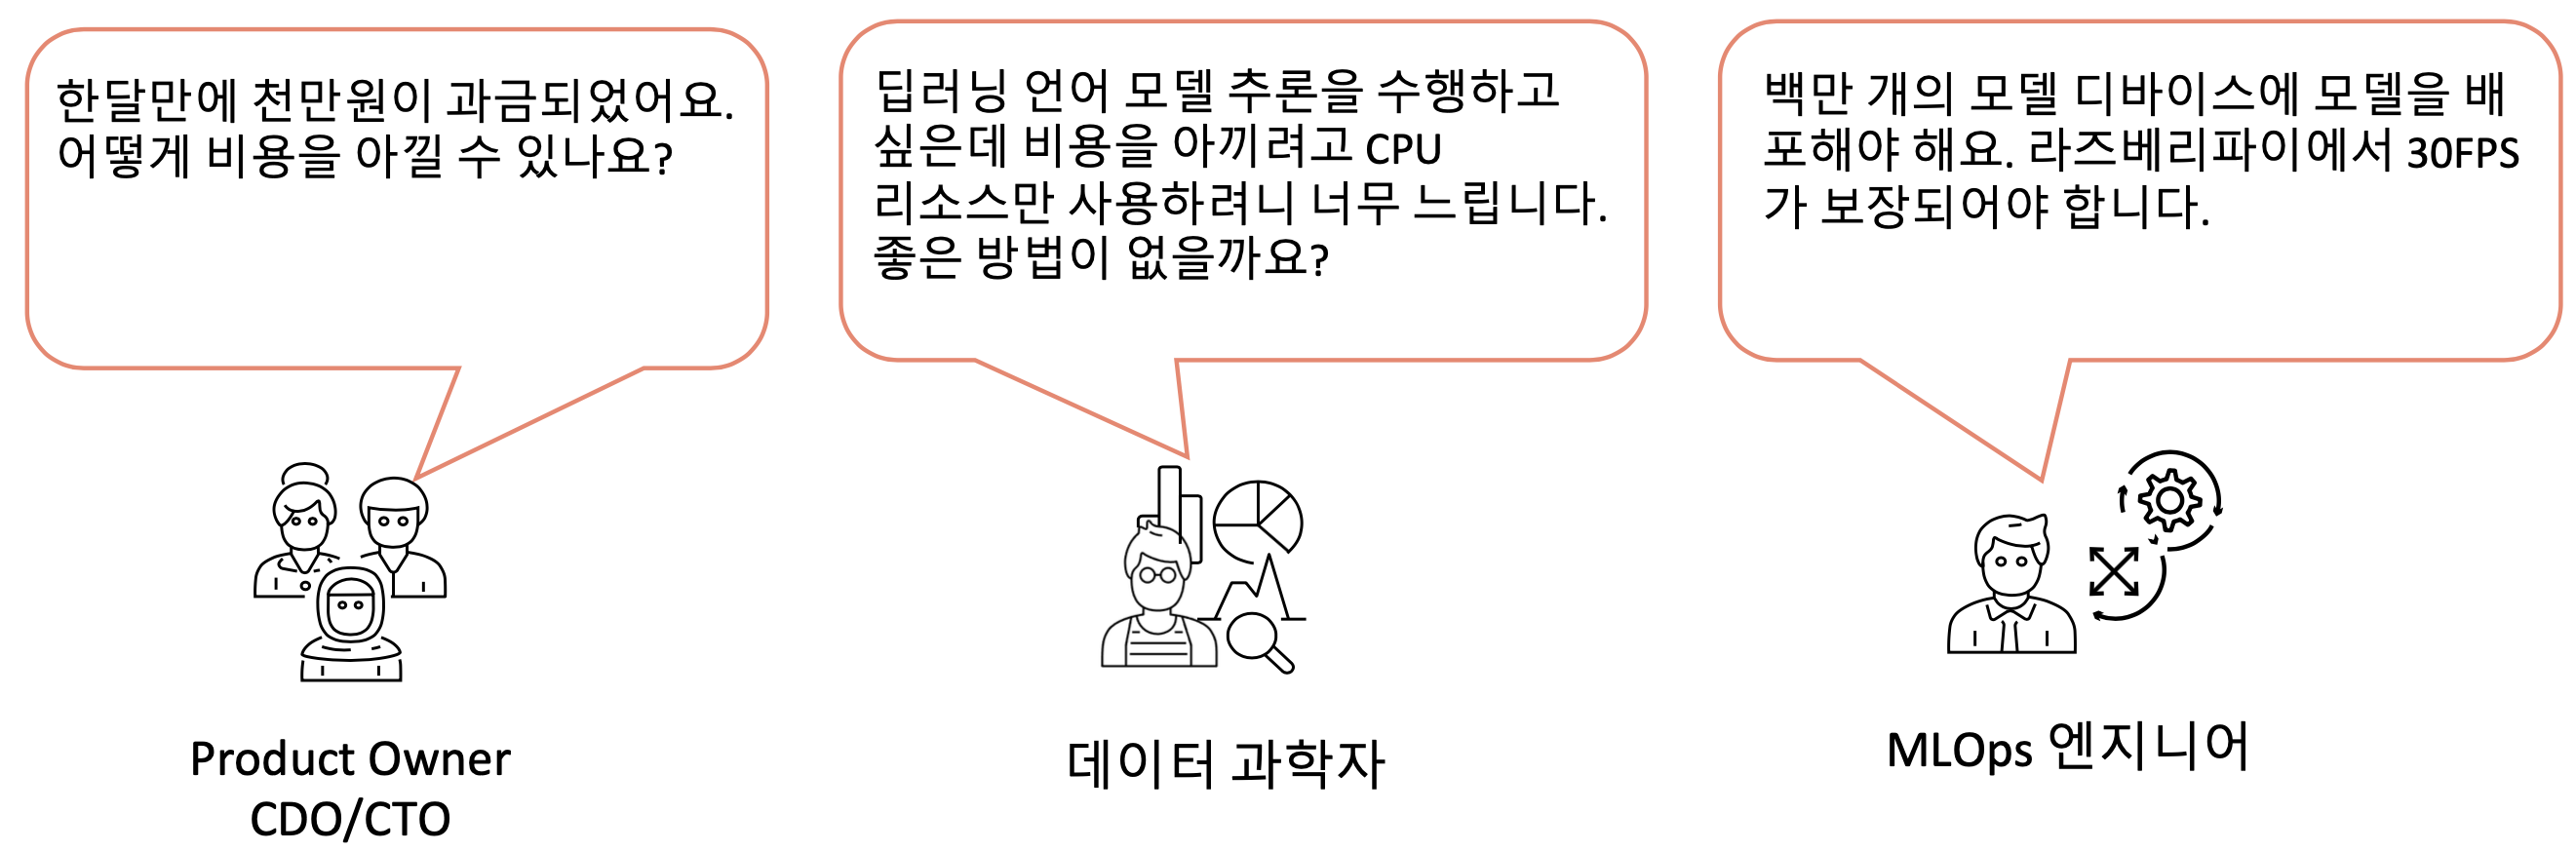 한달만에 천만원이 과금되었어요.
어떻게 비용을 아낄 수 있나요?
딥러닝 언어 모델 추론을 수행하고
싶은데 비용을 아끼려고 CPU
리소스만 사용하려니 너무 느립니다.
좋은 방법이 없을까요?
백만 개의 모델 디바이스에 모델을 배
포해야 해요. 라즈베리파이에서 30FPS
가 보장되어야 합니다.
Product Owner
CDO/CTO
데이터 과학자
MLOps 엔지니어